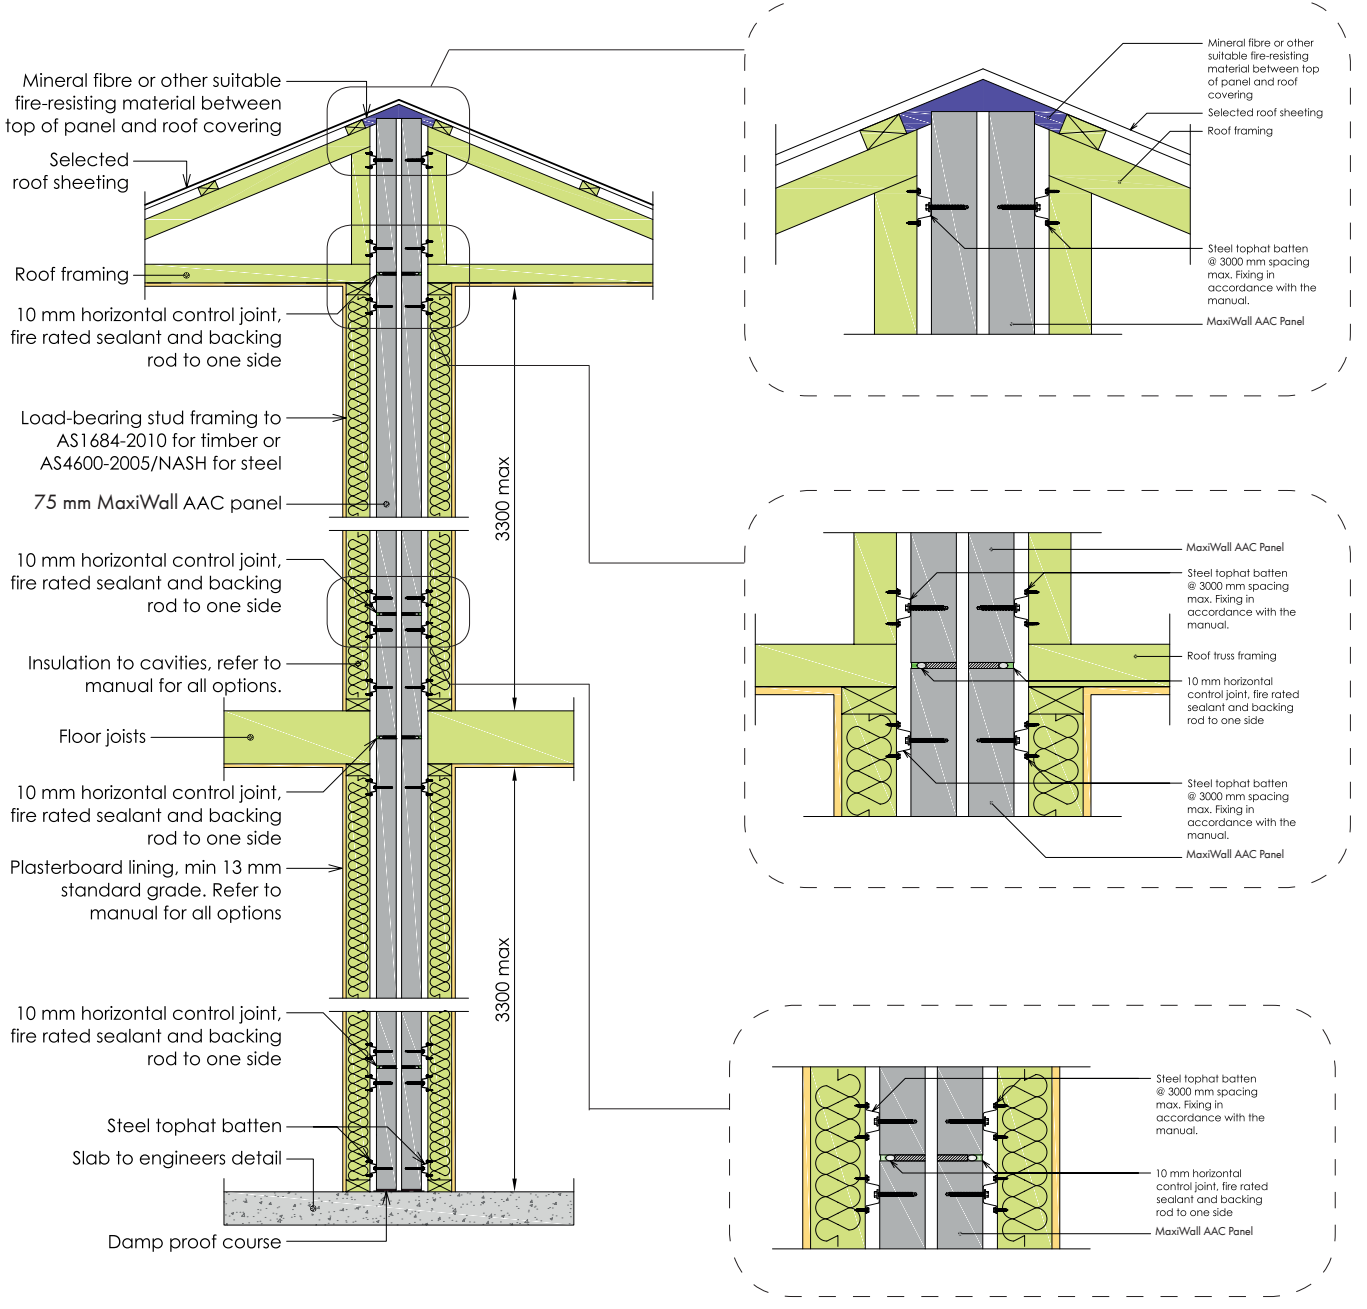 Mineral fibre or other suitable
fire-resisting material between
top of panel and roof covering
Selected
roof sheeting
Roof framing
10 mm horizontal control joint,
fire rated sealant and backing
rod to one side
Load-bearing stud framing to
AS1684-2010 for timber or
AS4600-2005/NASH for steel
75 mm MaxiWall AAC panel
10 mm horizontal control joint,
fire rated sealant and backing
rod to one side
Insulation to cavities, refer to
manual for all options.
Floor joists
10 mm horizontal control joint,
fire rated sealant and backing
rod to one side
Plasterboard lining, min 13 mm
standard grade. Refer to
manual for all options
10 mm horizontal control joint,
fire rated sealant and backing
rod to one side
Steel tophat batten
Slab to engineers detail
Damp proof course
3300 max
3300 max
Mineral fibre or other
suitable fire-resisting
material between top
of panel and roof
covering
Selected roof sheeting
Roof framing
Steel tophat batten
@ 3000 mm spacing
max. Fixing in
accordance with the
manual.
MaxiWall AAC Panel
MaxiWall AAC Panel
Steel tophat batten
@ 3000 mm spacing
max. Fixing in
accordance with the
manual.
Roof truss framing
10 mm horizontal
control joint, fire rated
sealant and backing
rod to one side
Steel tophat batten
@ 3000 mm spacing
max. Fixing in
accordance with the
manual.
MaxiWall AAC Panel
Steel tophat batten
@ 3000 mm spacing
max. Fixing in
accordance with the
manual.
10 mm horizontal
control joint, fire rated
sealant and backing
rod to one side
MaxiWall AAC Panel